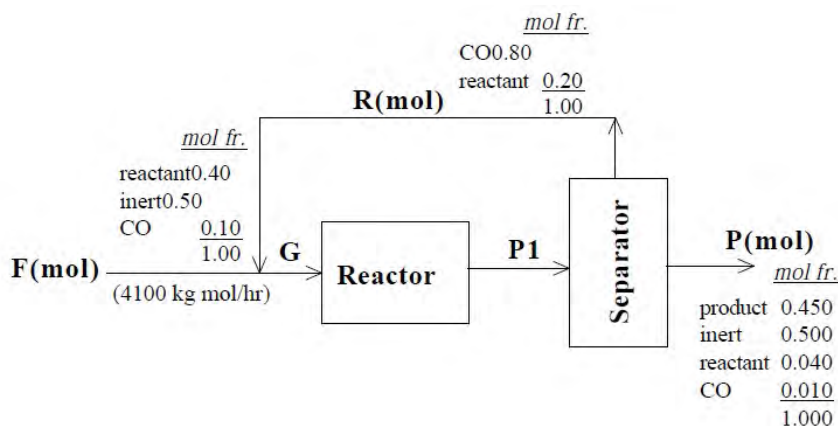 mol fr.
CO0.80
reactant 0.20
1.00
R(mol)
mol fr.
reactant0.40
inert0.50
CO 0.10
1.00
F(mol)
(4100 kg mol/hr)
G
Reactor
P1
Separator
P(mol)
mol fr.
product 0.450
inert 0.500
reactant 0.040
CO 0.010
1.000